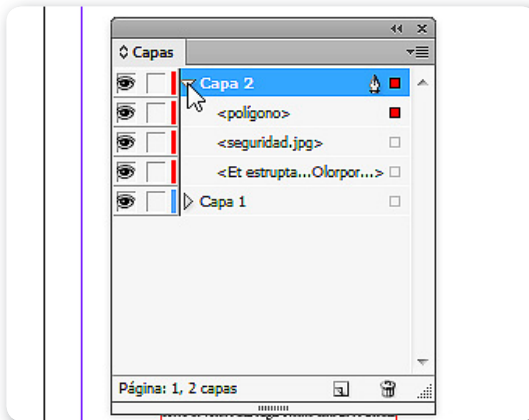 Capas
Capa 2
<polígono>
<seguridad.jpg>
<Et estrupta...Olorpor...>
Capa 1
Página: 1, 2 capas